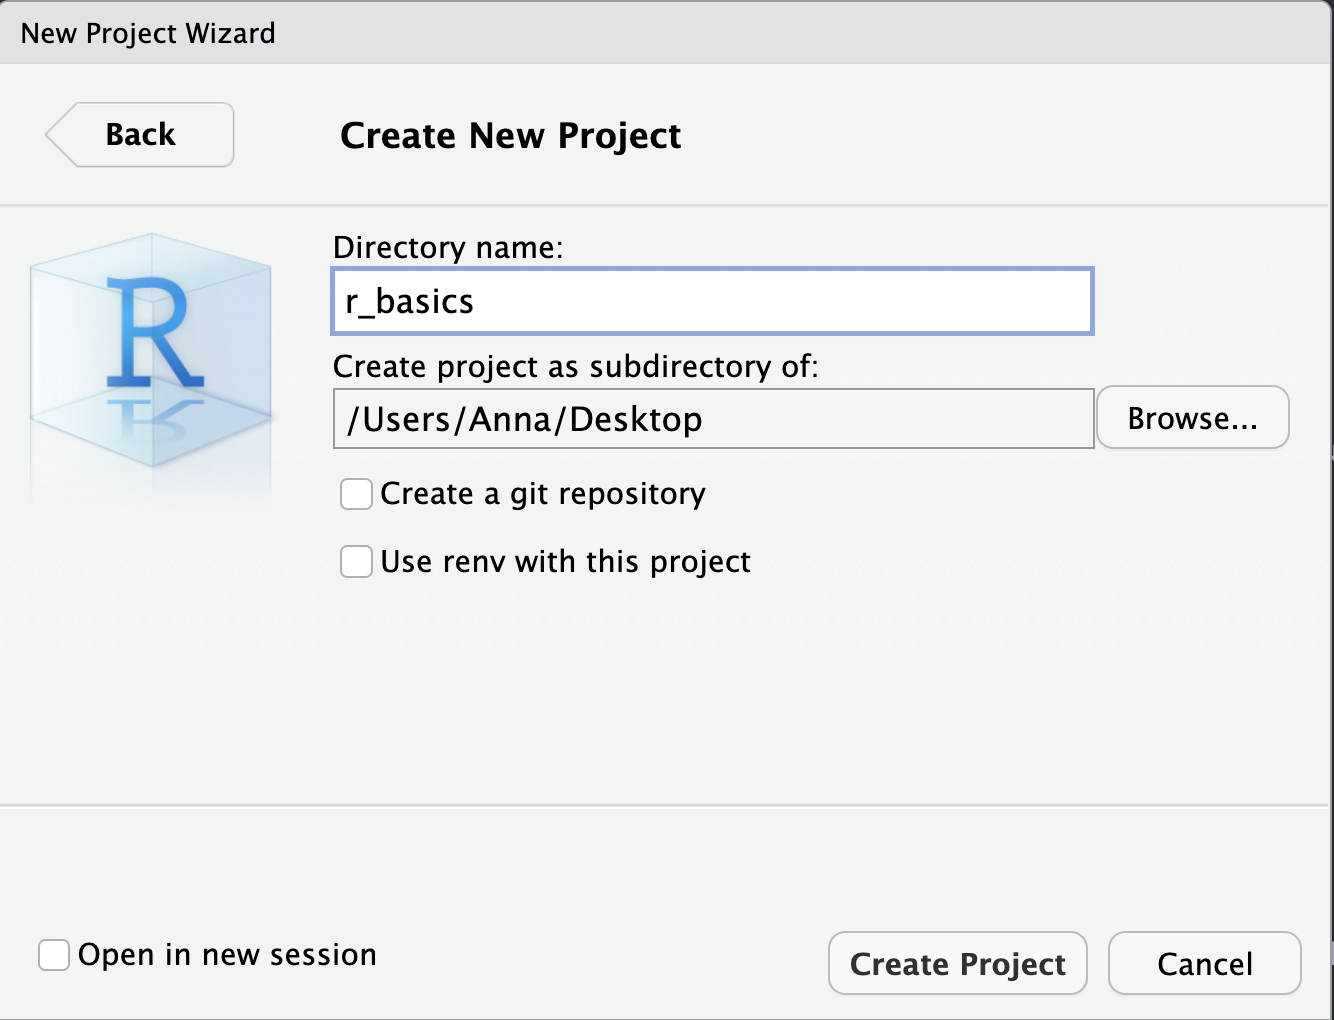 New Project Wizard
Back
Create New Project
R
Directory name:
r_basics
Create project as subdirectory of:
/Users/Anna/Desktop
Browse...
Create a git repository
Use renv with this project
Open in new session
Create Project
Cancel